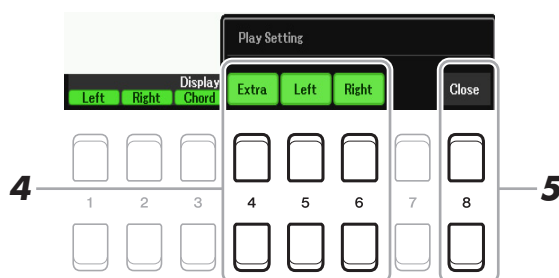 Play Setting
Display
Left Right Chord Extra Left Right Close
4 1 2 3 4 5 6 7 8 5